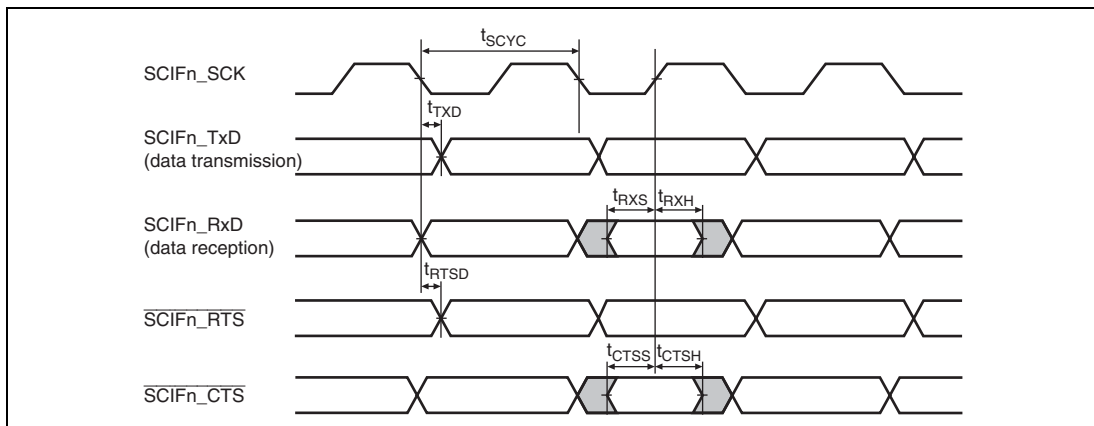 tSCYC
SCIFn_SCK
tTXD
SCIFn_TxD
(data transmission)
tRXS tRXH
SCIFn_RxD
(data reception)
tRTSD
SCIFn_RTS
tCTSS tCTSH
SCIFn_CTS